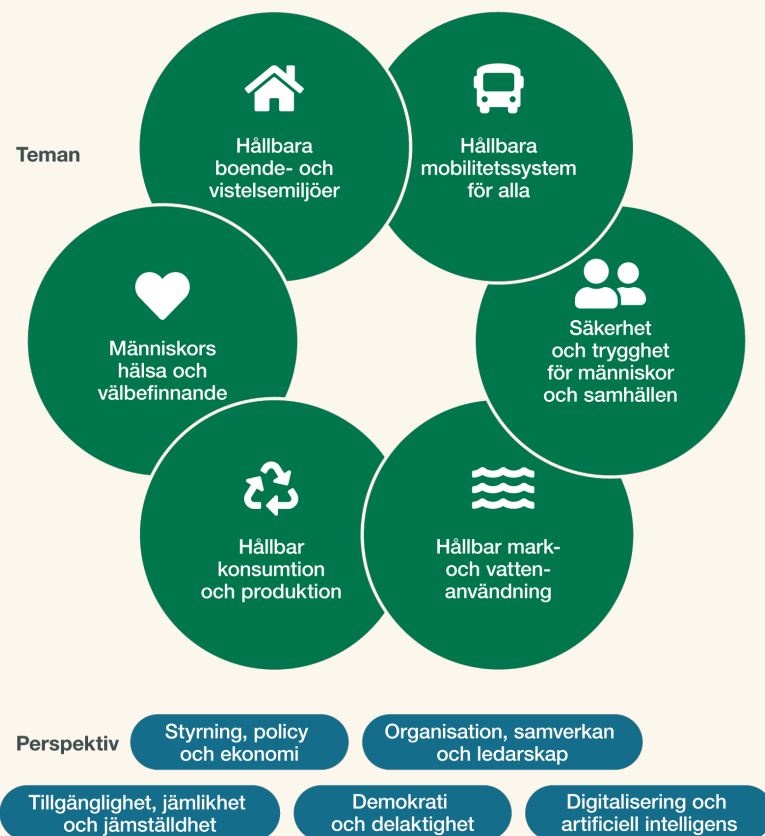 Teman
Hållbara
boende- och
vistelsemiljöer
Hållbara
mobilitetssystem
för alla
Säkerhet
och trygghet
för människor
och samhällen
Människors
hälsa och
välbefinnande
Hållbar
konsumtion
och produktion
Hållbar mark-
och vatten-
användning
Perspektiv
Styrning, policy
och ekonomi
Organisation, samverkan
och ledarskap
Tillgänglighet, jämlikhet
och jämställdhet
Demokrati
och delaktighet
Digitalisering och
artificiell intelligens